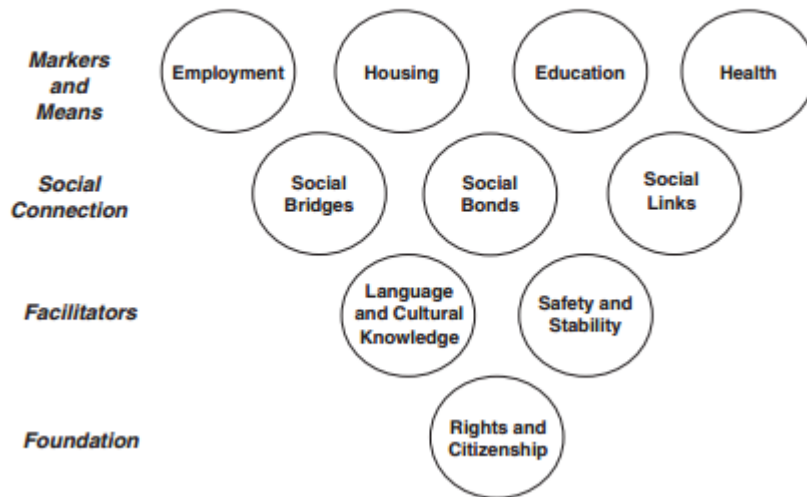 Markers
and
Means
Employment
Housing
Education
Health
Social
Connection
Social
Bridges
Social
Bonds
Social
Links
Facilitators
Language
and Cultural
Knowledge
Safety and
Stability
Foundation
Rights and
Citizenship